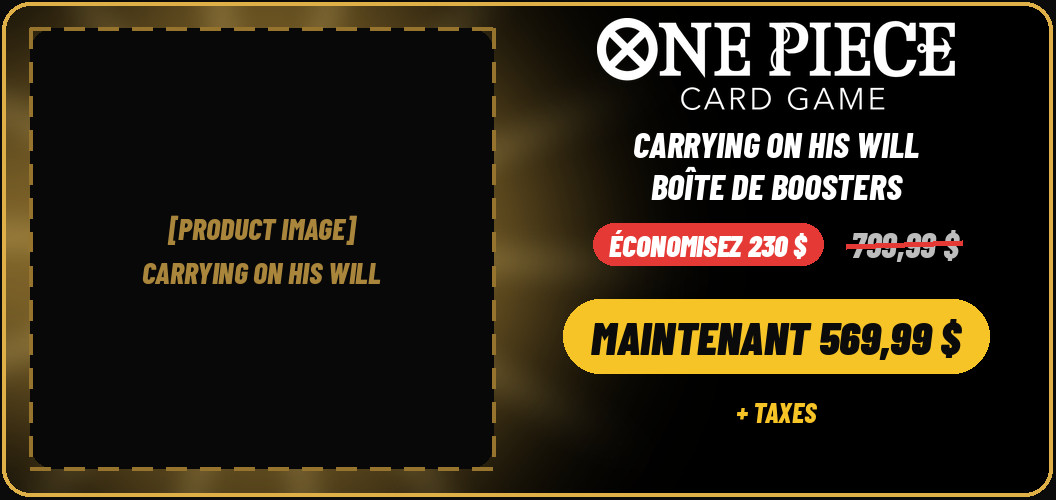 [PRODUCT IMAGE]
CARRYING ON HIS WILL
ONE PIECE
CARD GAME
CARRYING ON HIS WILL
BOÎTE DE BOOSTERS
ÉCONOMISEZ 230 $
799,99 $
MAINTENANT 569,99 $
+ TAXES